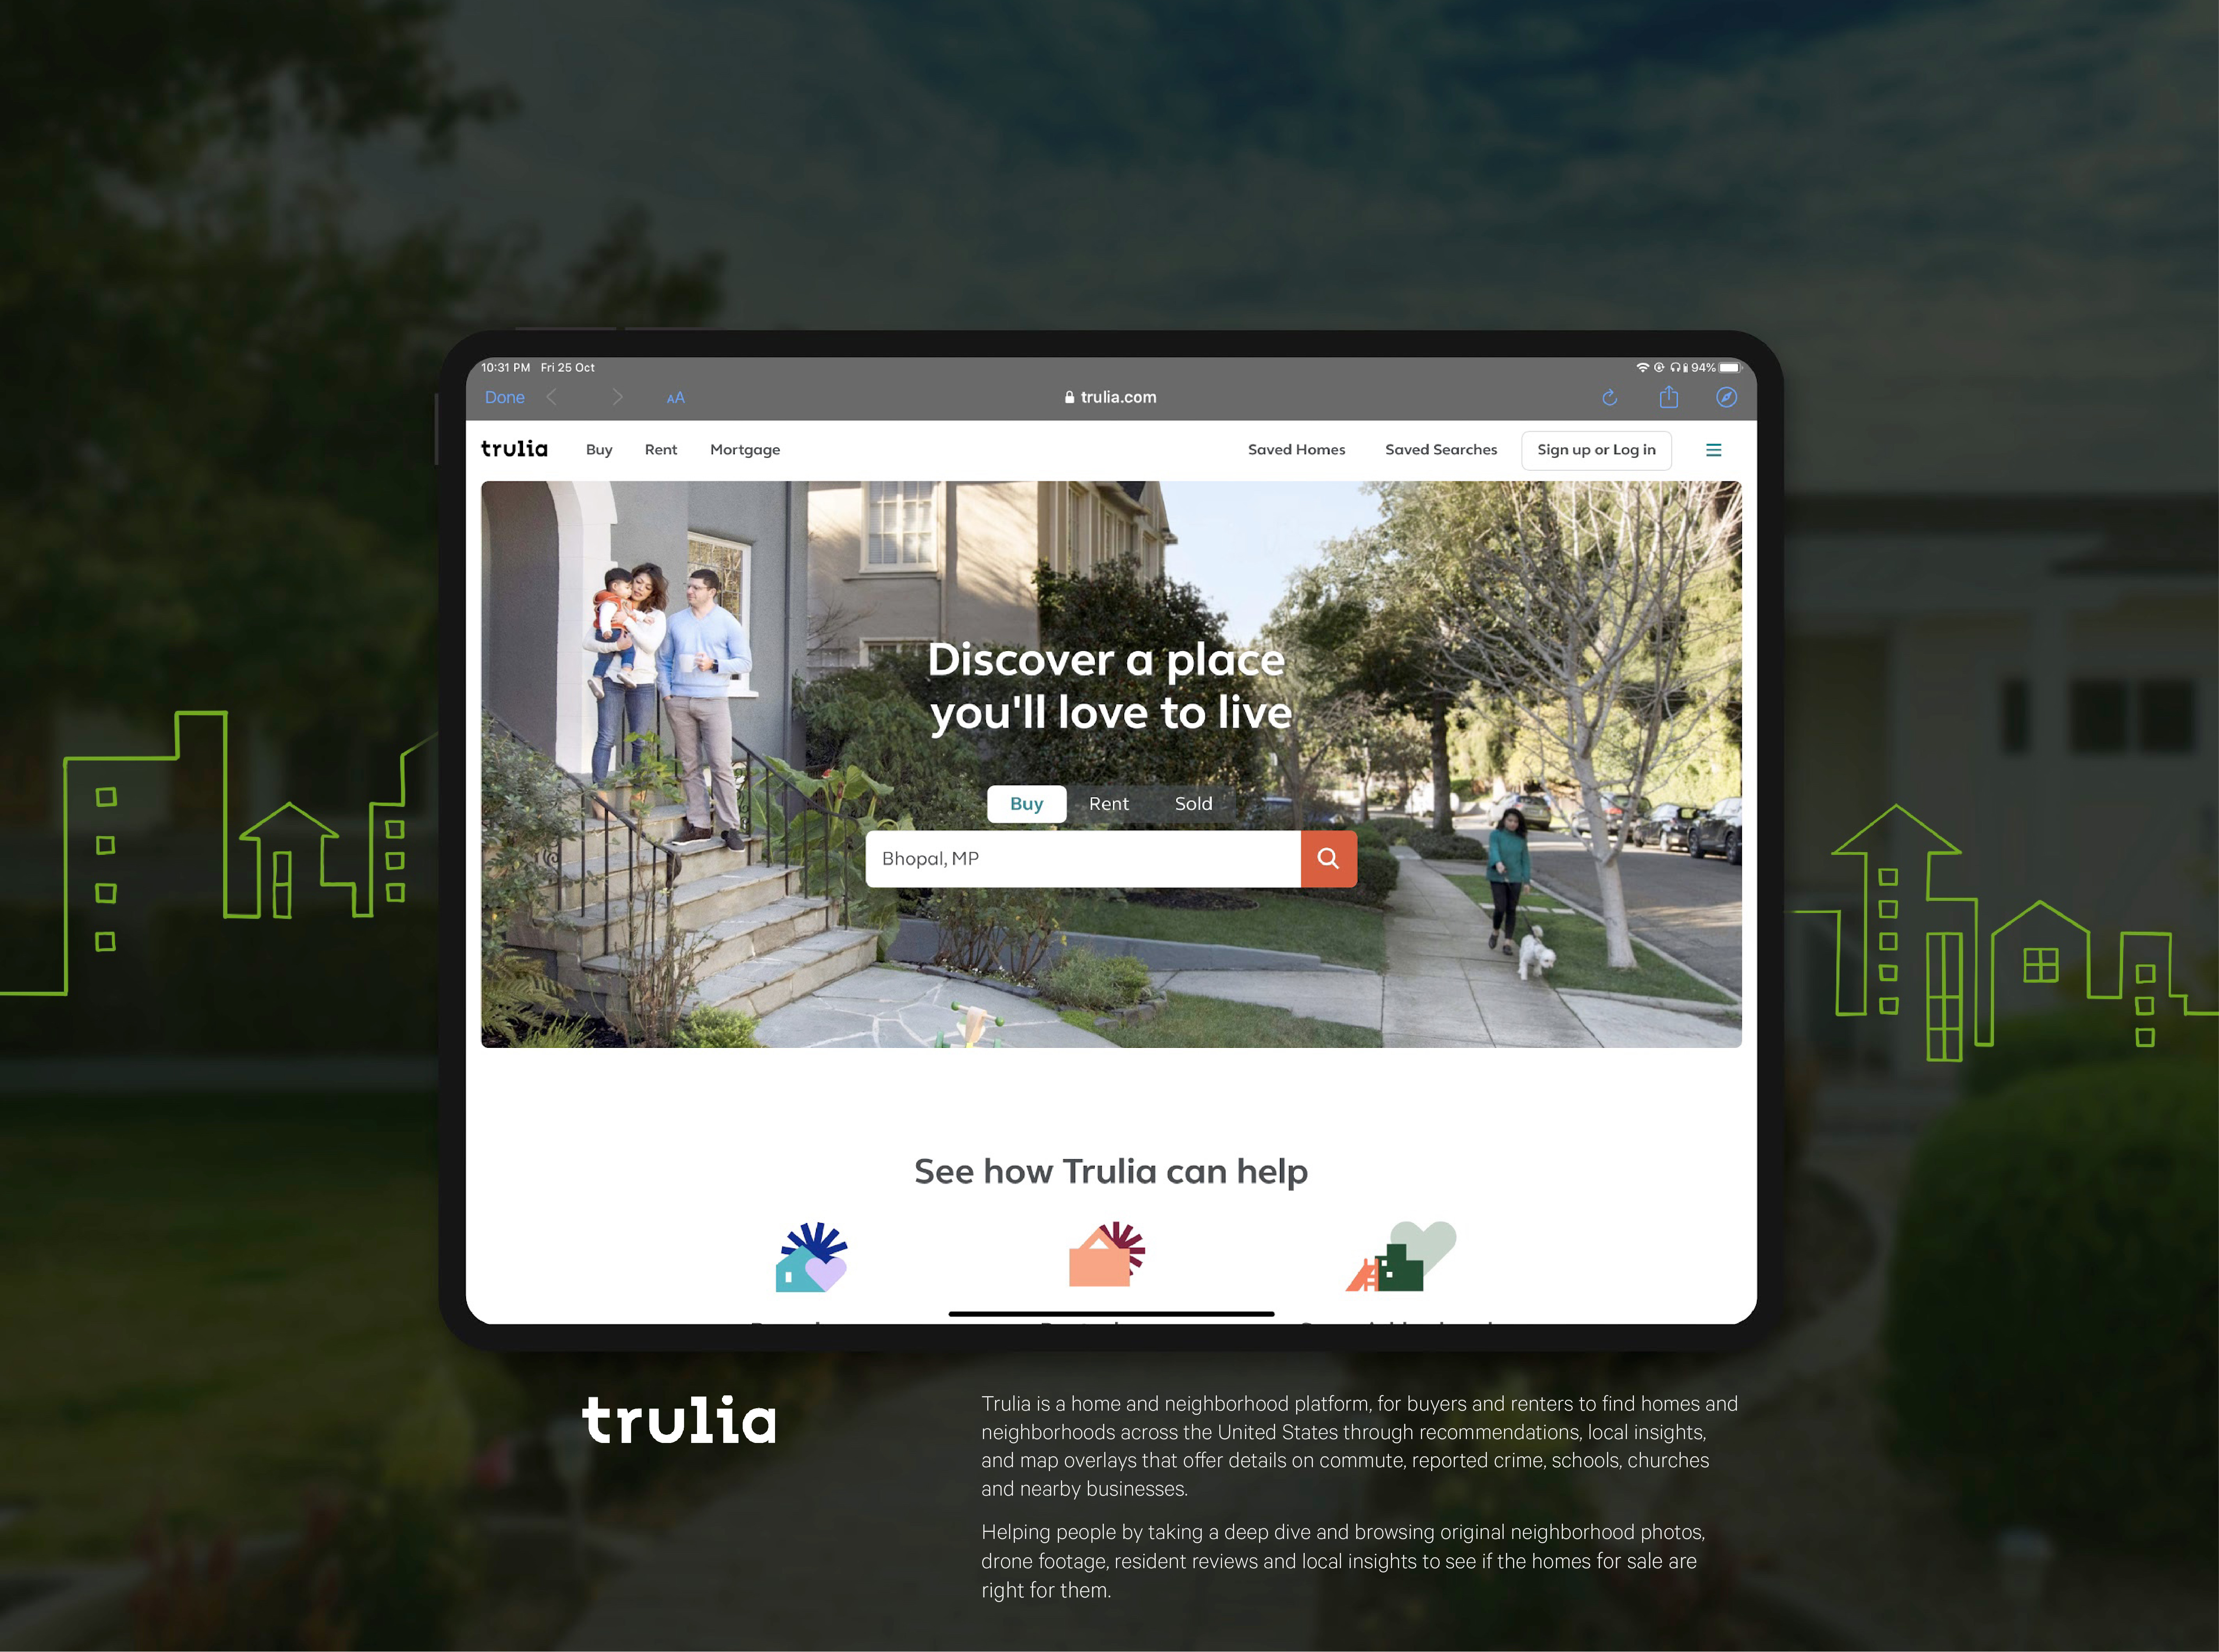 10:31 PM Fri 25 Oct
94%
Done
AA
trulia.com
trulia
Buy
Rent
Mortgage
Saved Homes
Saved Searches
Sign up or Log in
Discover a place
you'll love to live
Buy
Rent
Sold
Bhopal, MP
See how Trulia can help
trulia
Trulia is a home and neighborhood platform, for buyers and renters to find homes and
neighborhoods across the United States through recommendations, local insights,
and map overlays that offer details on commute, reported crime, schools, churches
and nearby businesses.
Helping people by taking a deep dive and browsing original neighborhood photos,
drone footage, resident reviews and local insights to see if the homes for sale are
right for them.